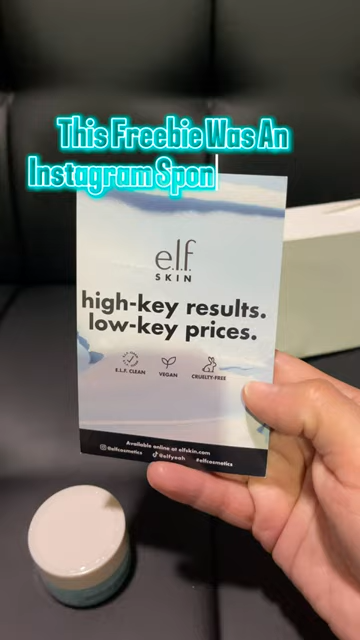 This Freebie Was An
Instagram Spon
e.l.f.
SKIN
high-key results.
low-key prices.
E.L.F. CLEAN
VEGAN
CRUELTY-FREE
Available online at elfskin.com
@elfcosmetics @elfyeah #elfcosmetics